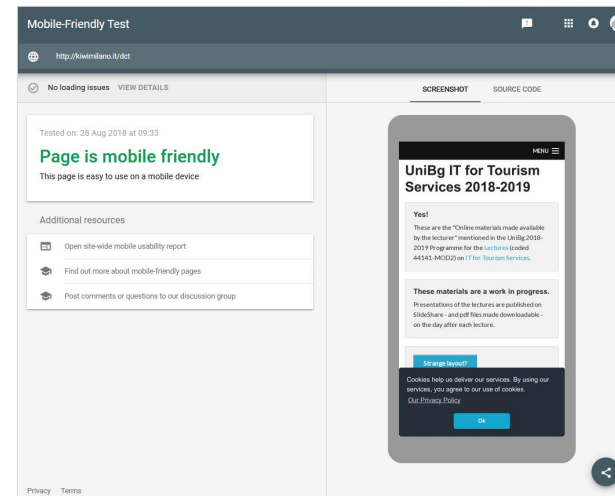 Mobile-Friendly Test
http://kiwimilano.it/dct
No loading issues VIEW DETAILS
SCREENSHOT SOURCE CODE
Tested on: 28 Aug 2018 at 09:33
Page is mobile friendly
This page is easy to use on a mobile device
Additional resources
Open site-wide mobile usability report
Find out more about mobile-friendly pages
Post comments or questions to our discussion group
MENU
UniBg IT for Tourism
Services 2018-2019
Yes!
These are the "Online materials made available
by the lecturer" mentioned in the UniBg 2018-
2019 Programme for the Lectures (coded
44141-MOD2) on IT for Tourism Services.
These materials are a work in progress.
Presentations of the lectures are published on
SlideShare - and pdf files made downloadable -
on the day after each lecture.
Strange layout?
Cookies help us deliver our services. By using our
services, you agree to our use of cookies.
Our Privacy Policy
Ok
Privacy Terms